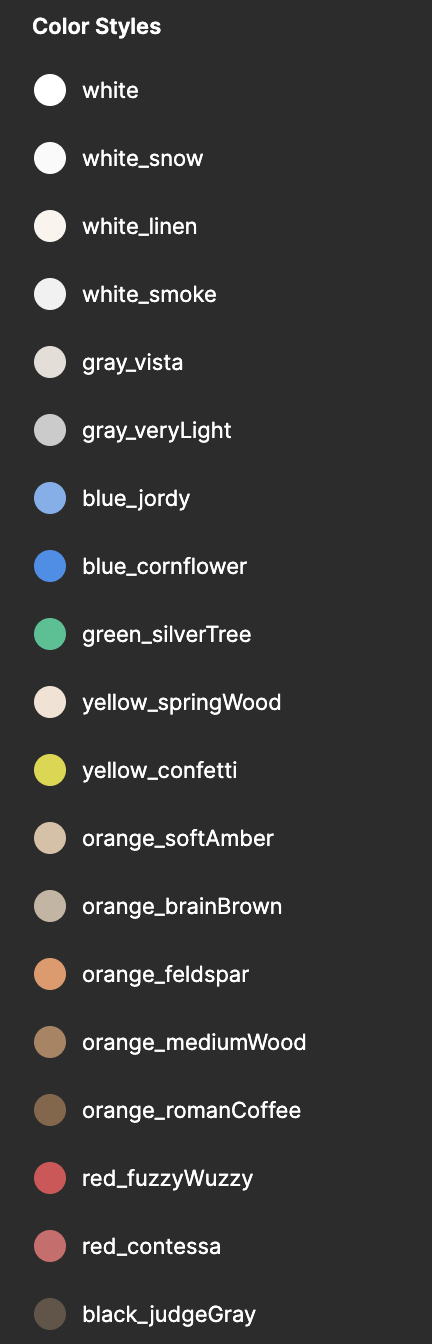 Color Styles
white
white_snow
white_linen
white_smoke
gray_vista
gray_veryLight
blue_jordy
blue_cornflower
green_silverTree
yellow_springWood
yellow_confetti
orange_softAmber
orange_brainBrown
orange_feldspar
orange_mediumWood
orange_romanCoffee
red_fuzzyWuzzy
red_contessa
black_judgeGray